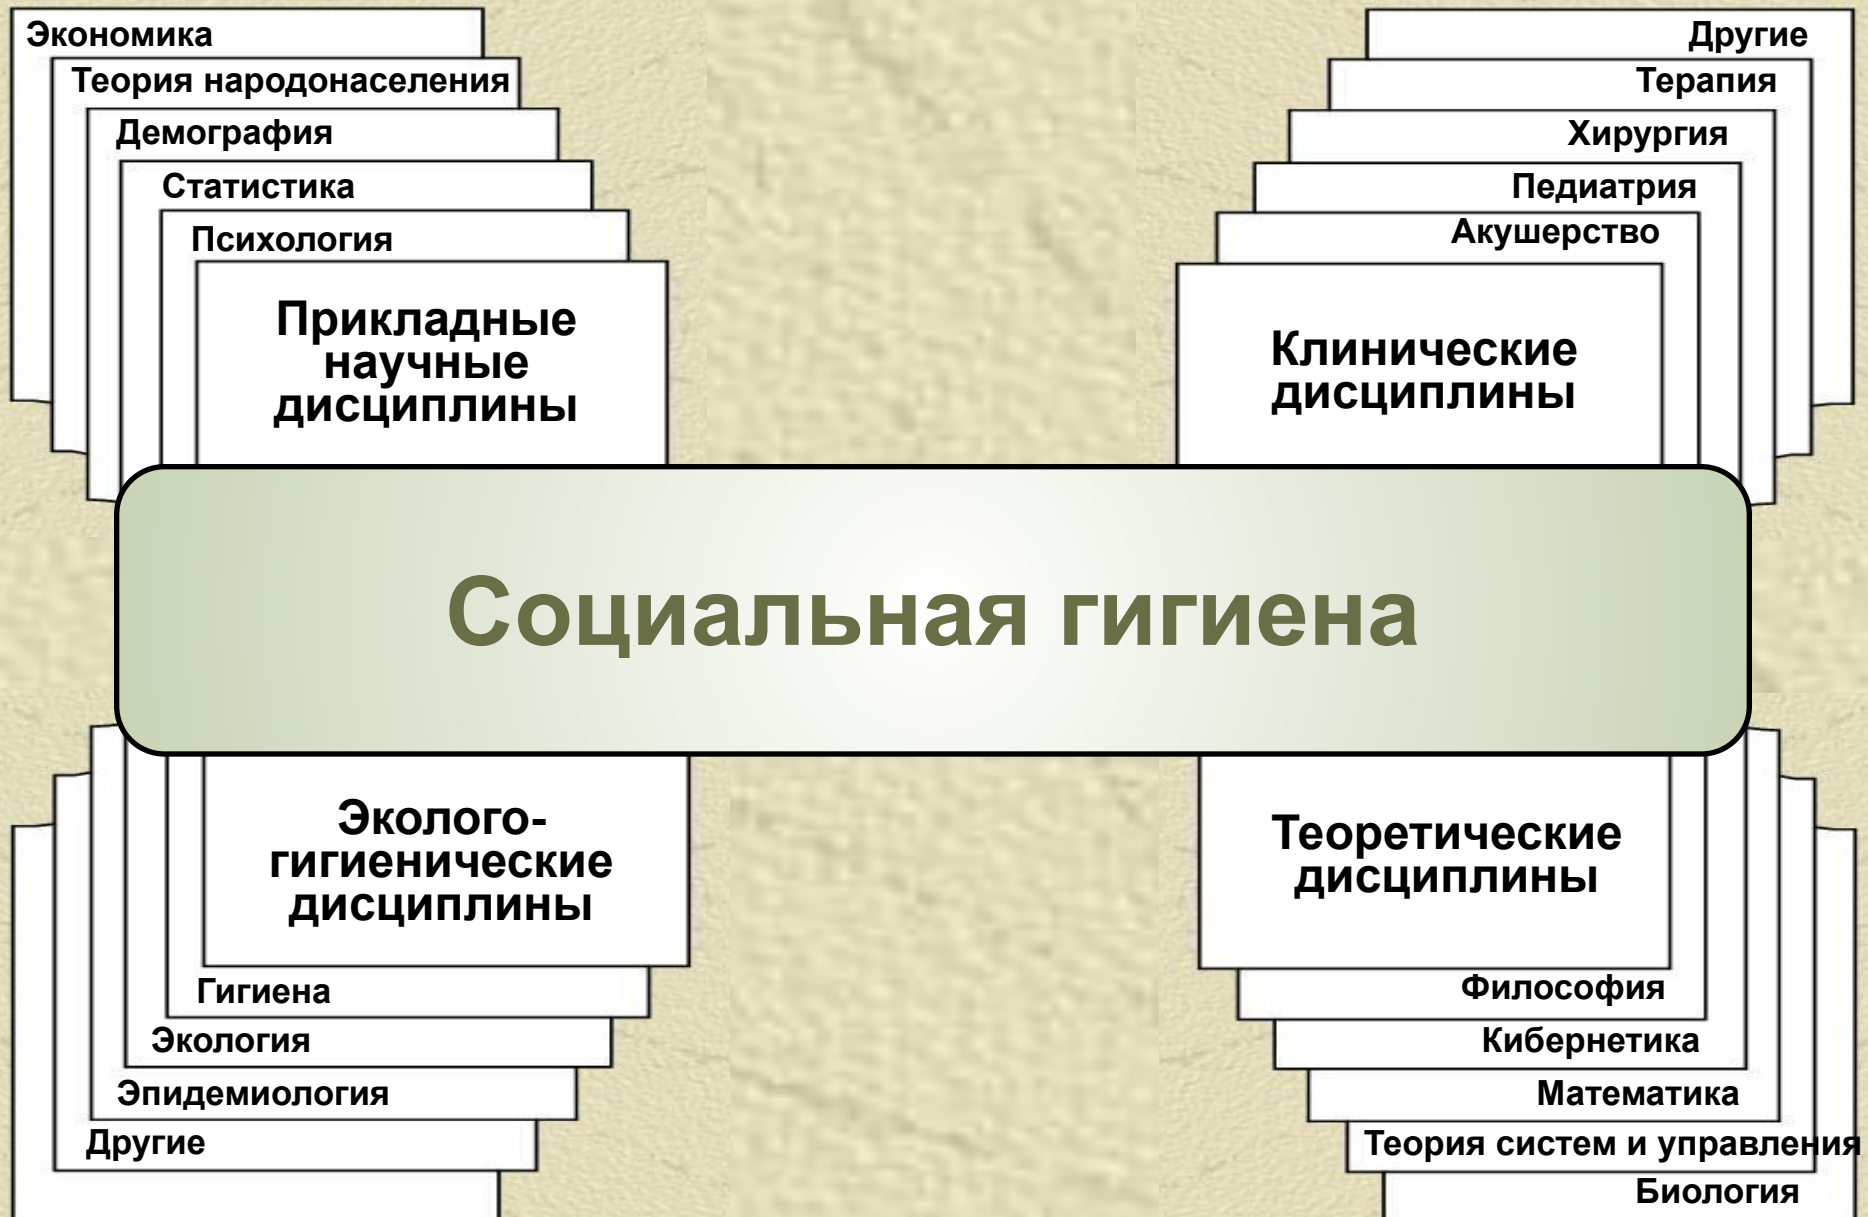 Экономика
Теория народонаселения
Демография
Статистика
Психология
Прикладные
научные
дисциплины
Другие
Терапия
Хирургия
Педиатрия
Акушерство
Клинические
дисциплины
Социальная гигиена
Эколого-
гигиенические
дисциплины
Гигиена
Экология
Эпидемиология
Другие
Теоретические
дисциплины
Философия
Кибернетика
Математика
Теория систем и управления
Биология